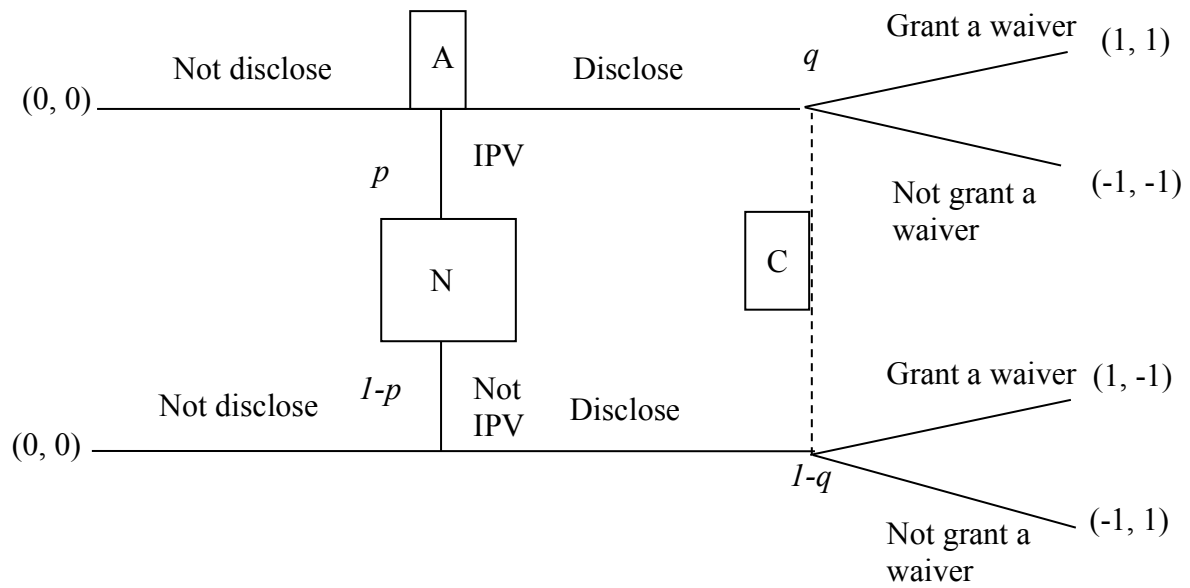 Grant a waiver
(1, 1)
A
q
Not disclose
Disclose
(0, 0)
IPV
p
(-1, -1)
Not grant a
waiver
N
C
Grant a waiver
(1, -1)
1-p
Not
IPV
Not disclose
Disclose
(0, 0)
1-q
(-1, 1)
Not grant a
waiver